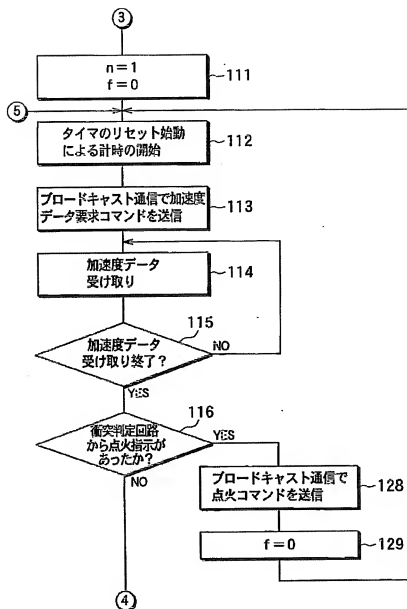 3
n=1
f=0
111
5
タイマのリセット始動
による計時の開始
112
ブロードキャスト通信で加速度
データ要求コマンドを送信
113
加速度データ
受け取り
114
加速度データ
受け取り終了?
115
NO
YES
衝突判定回路
から点火指示が
あったか?
116
YES
NO
ブロードキャスト通信で
点火コマンドを送信
128
f=0
129
4